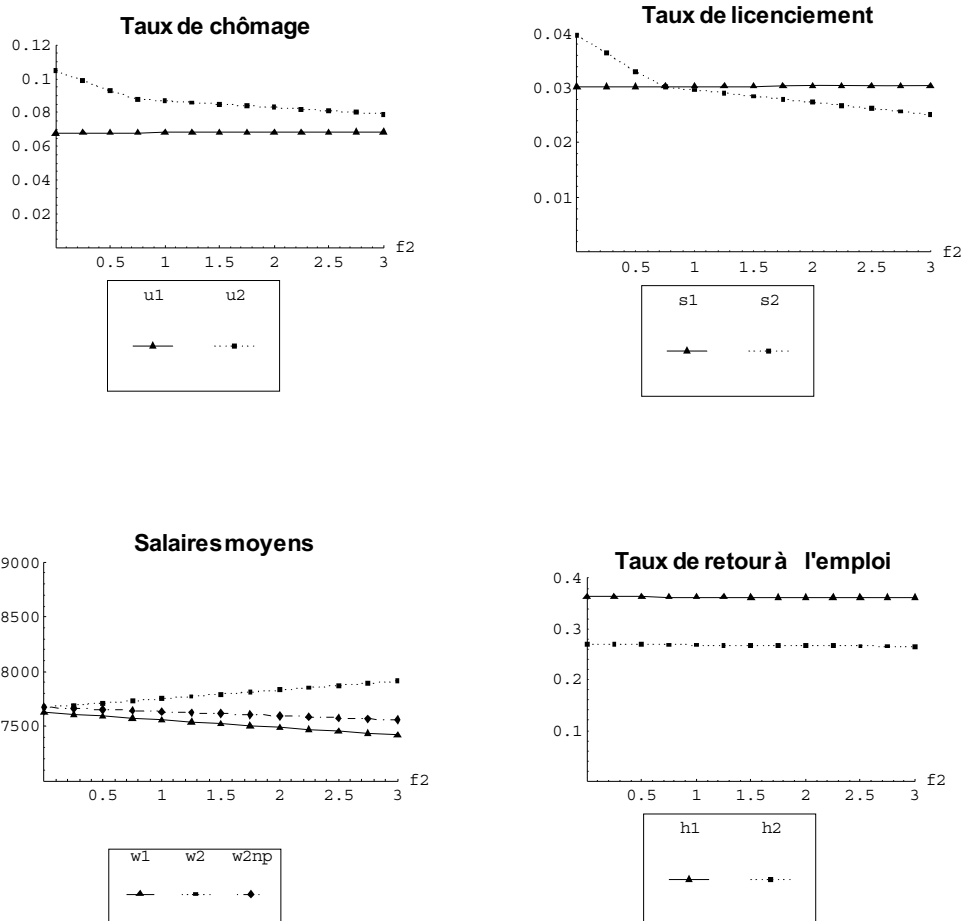 Taux de chômage
0.12
0.1
0.08
0.06
0.04
0.02
0.5 1 1.5 2 2.5 3
f2
u1 u2
Taux de licenciement
0.04
0.03
0.02
0.01
0.5 1 1.5 2 2.5 3
f2
s1 s2
Salaires moyens
9000
8500
8000
7500
0.5 1 1.5 2 2.5 3
f2
w1 w2 w2np
Taux de retour à l'emploi
0.4
0.3
0.2
0.1
0.5 1 1.5 2 2.5 3
f2
h1 h2